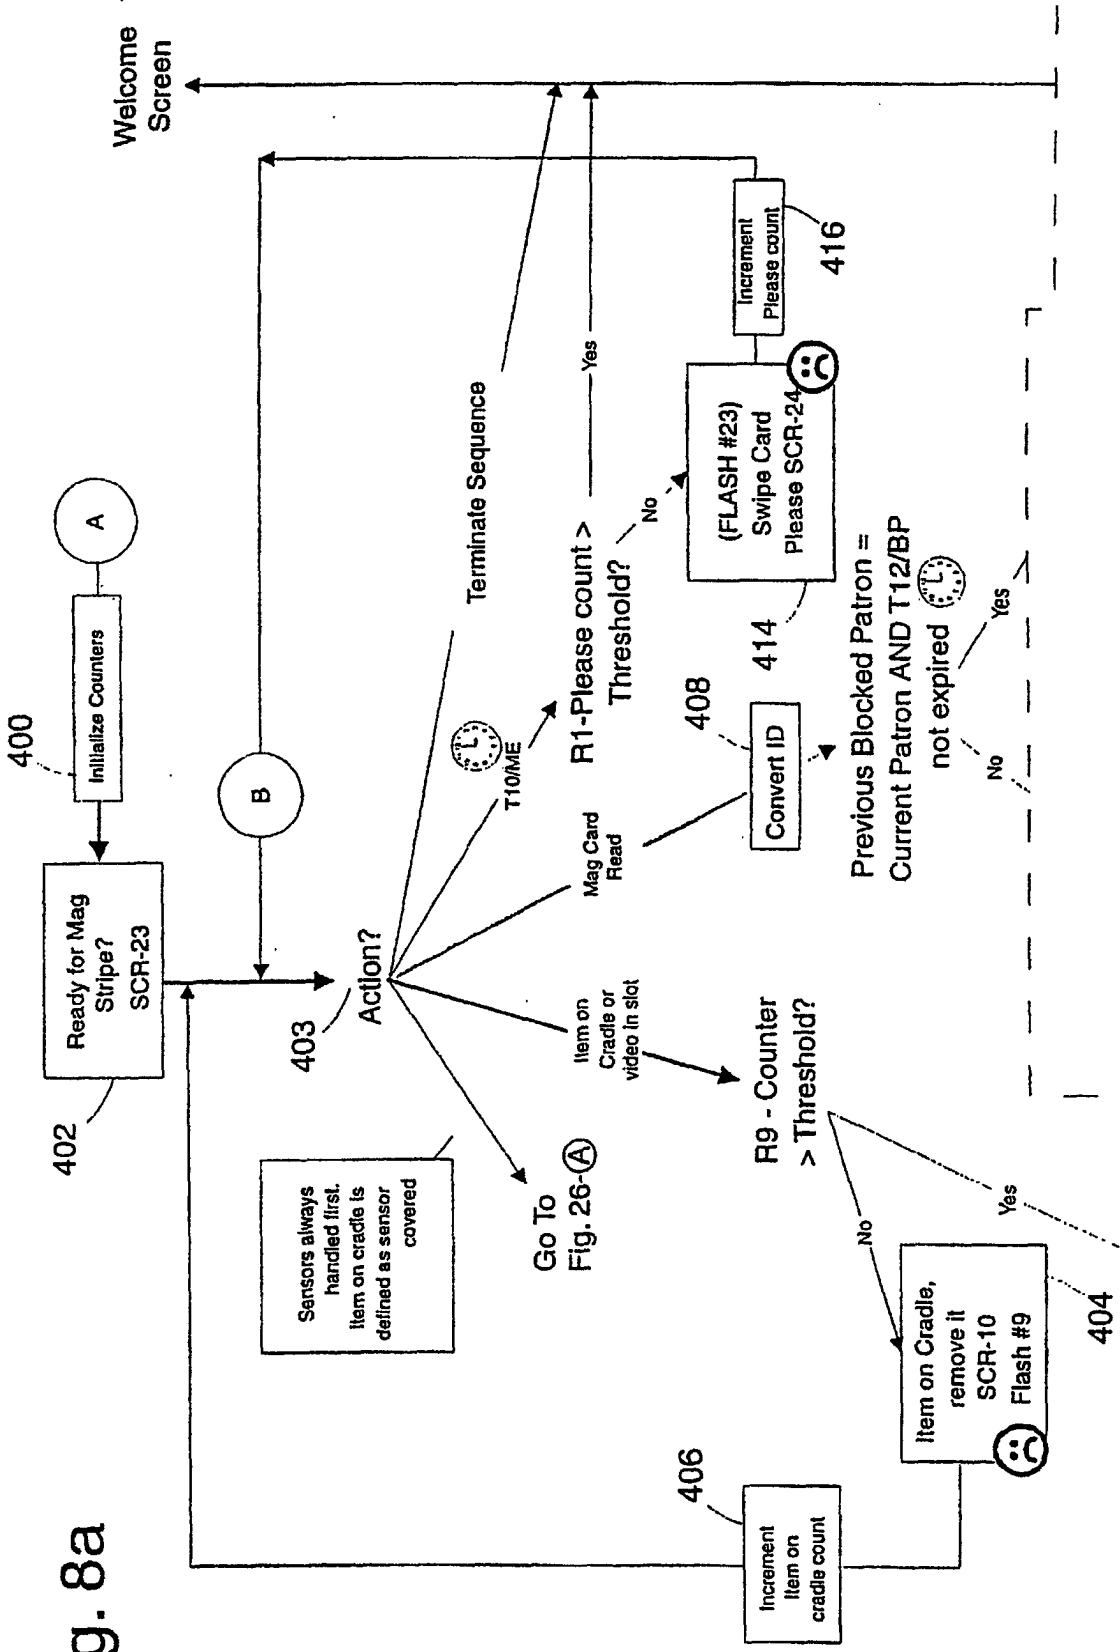 g. 8a
A
400
Initialize Counters
402
Ready for Mag
Stripe?
SCR-23
B
Welcome
Screen
403
Action?
Sensors always
handled first.
Item on cradle is
defined as sensor
covered
Go To
Fig. 26-A
Item on
Cradle or
video in slot
Mag Card
Read
T10/ME
Terminate Sequence
R1-Please count >
Threshold?
Yes
No
(FLASH #23)
Swipe Card
Please SCR-24
414
Increment
Please count
416
408
Convert ID
Previous Blocked Patron =
Current Patron AND T12/BP
not expired
No
Yes
R9 - Counter
> Threshold?
No
Yes
Item on Cradle,
remove it
SCR-10
Flash #9
404
406
Increment
Item on
cradle count